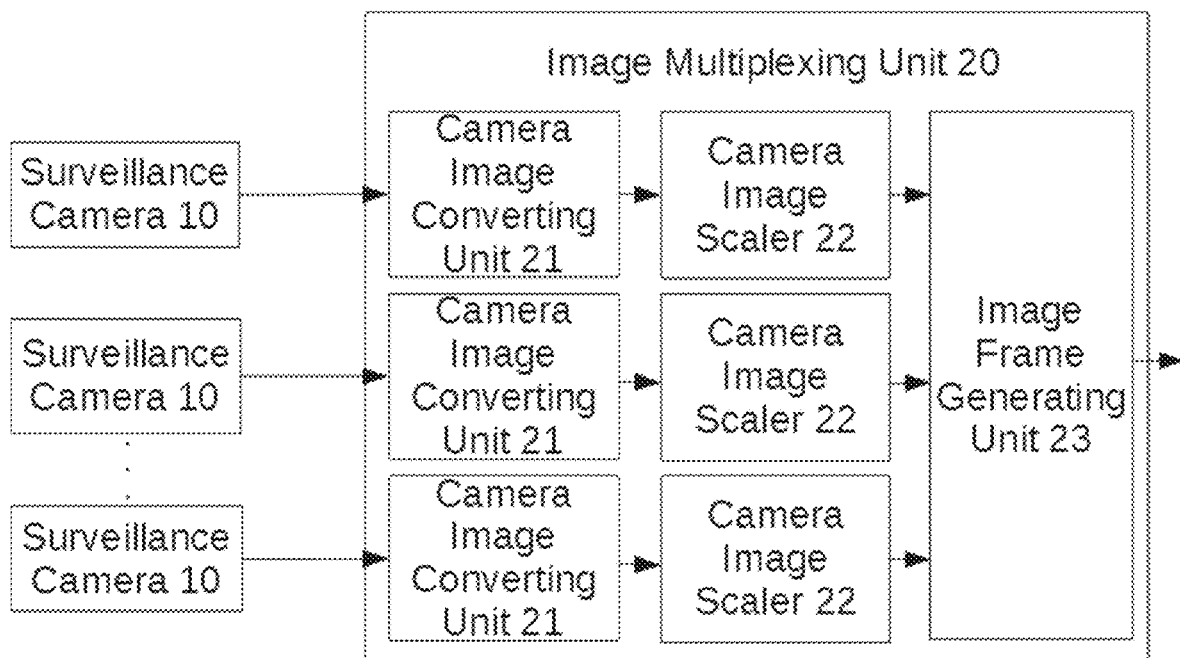 Image Multiplexing Unit 20
Surveillance
Camera 10
Camera
Image
Converting
Unit 21
Camera
Image
Scaler 22
Surveillance
Camera 10
Camera
Image
Converting
Unit 21
Camera
Image
Scaler 22
Image
Frame
Generating
Unit 23
Surveillance
Camera 10
Camera
Image
Converting
Unit 21
Camera
Image
Scaler 22